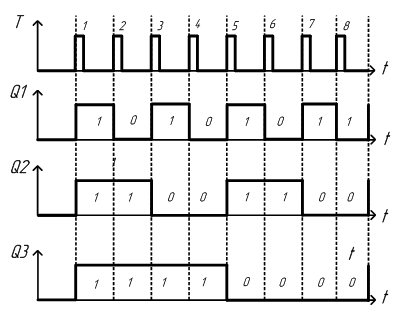 T 1 2 3 4 5 6 7 8 t
Q1 1 0 1 0 1 0 1 1 t
1
Q2 1 1 0 0 1 1 0 0 t
t
Q3 1 1 1 1 0 0 0 0 t